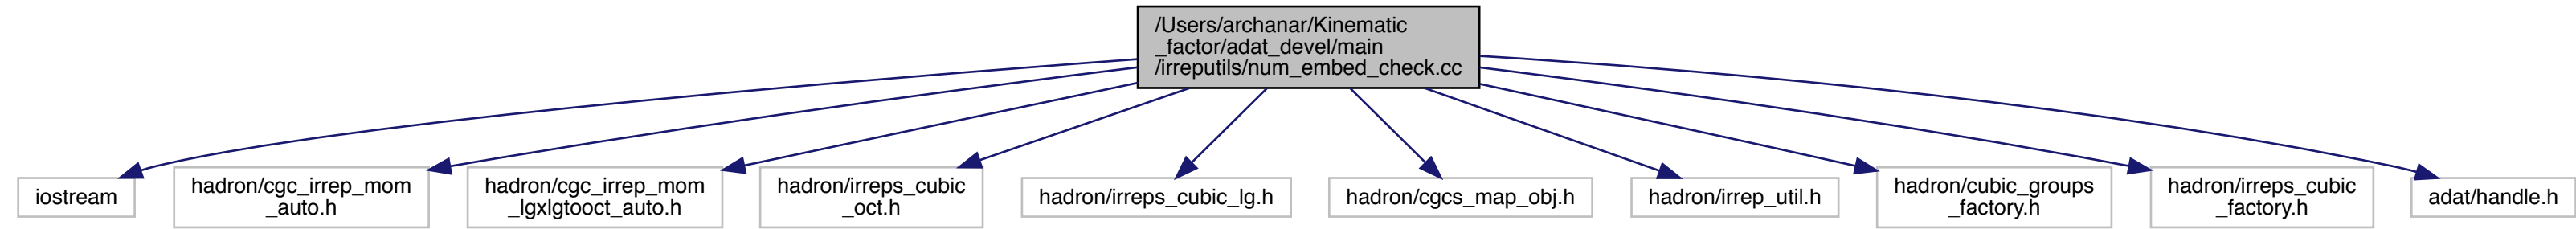 /Users/archanar/Kinematic
_factor/adat_devel/main
/irreputils/num_embed_check.cc
iostream
hadron/cgc_irrep_mom
_auto.h
hadron/cgc_irrep_mom
_lgxlgtooct_auto.h
hadron/irreps_cubic
_oct.h
hadron/irreps_cubic_lg.h
hadron/cgcs_map_obj.h
hadron/irrep_util.h
hadron/cubic_groups
_factory.h
hadron/irreps_cubic
_factory.h
adat/handle.h